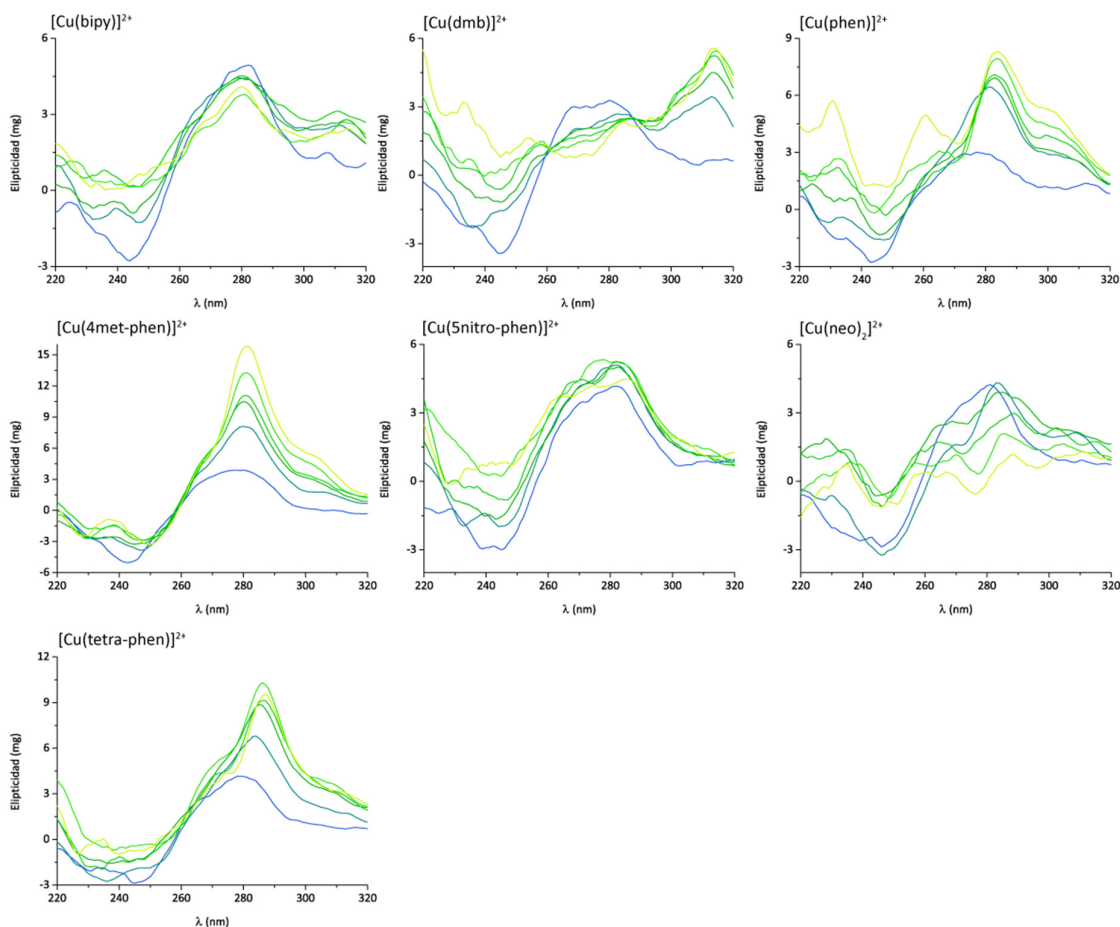 [Cu(bipy)]²⁺
6
3
0
-3
220 240 260 280 300 320
Elipticidad (mg)
λ (nm)
[Cu(dmb)]²⁺
6
3
0
-3
220 240 260 280 300 320
Elipticidad (mg)
λ (nm)
[Cu(phen)]²⁺
9
6
3
0
-3
220 240 260 280 300 320
Elipticidad (mg)
λ (nm)
[Cu(4met-phen)]²⁺
15
12
9
6
3
0
-3
-6
220 240 260 280 300 320
Elipticidad (mg)
λ (nm)
[Cu(5nitro-phen)]²⁺
6
3
0
-3
220 240 260 280 300 320
Elipticidad (mg)
λ (nm)
[Cu(neo)₂]²⁺
6
3
0
-3
220 240 260 280 300 320
Elipticidad (mg)
λ (nm)
[Cu(tetra-phen)]²⁺
12
9
6
3
0
-3
220 240 260 280 300 320
Elipticidad (mg)
λ (nm)